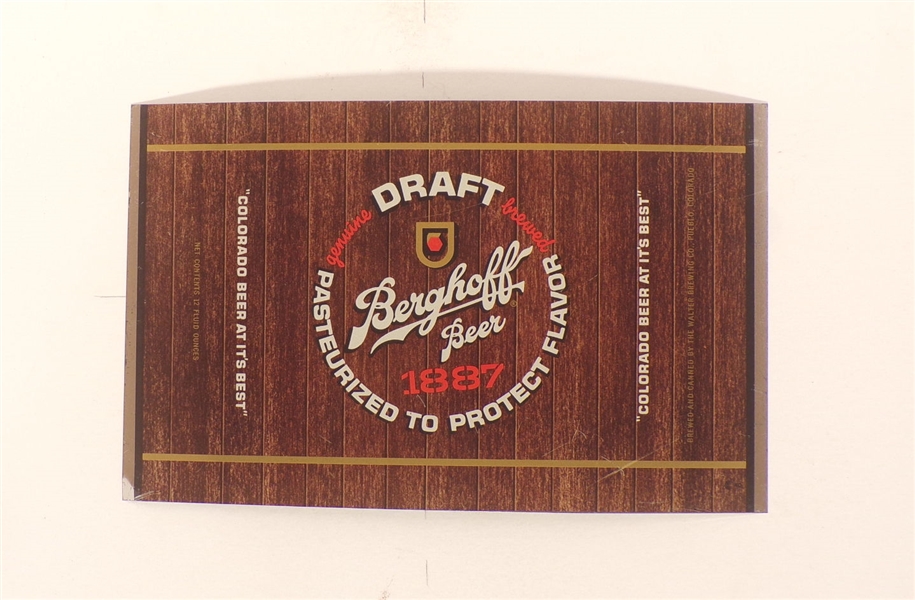 NET CONTENTS 12 FLUID OUNCES
"COLORADO BEER AT IT'S BEST"
genuine DRAFT brewed
Berghoff
Beer
1887
PASTEURIZED TO PROTECT FLAVOR
"COLORADO BEER AT IT'S BEST"
BREWED AND CANNED BY THE WALTER BREWING CO., PUEBLO, COLORADO